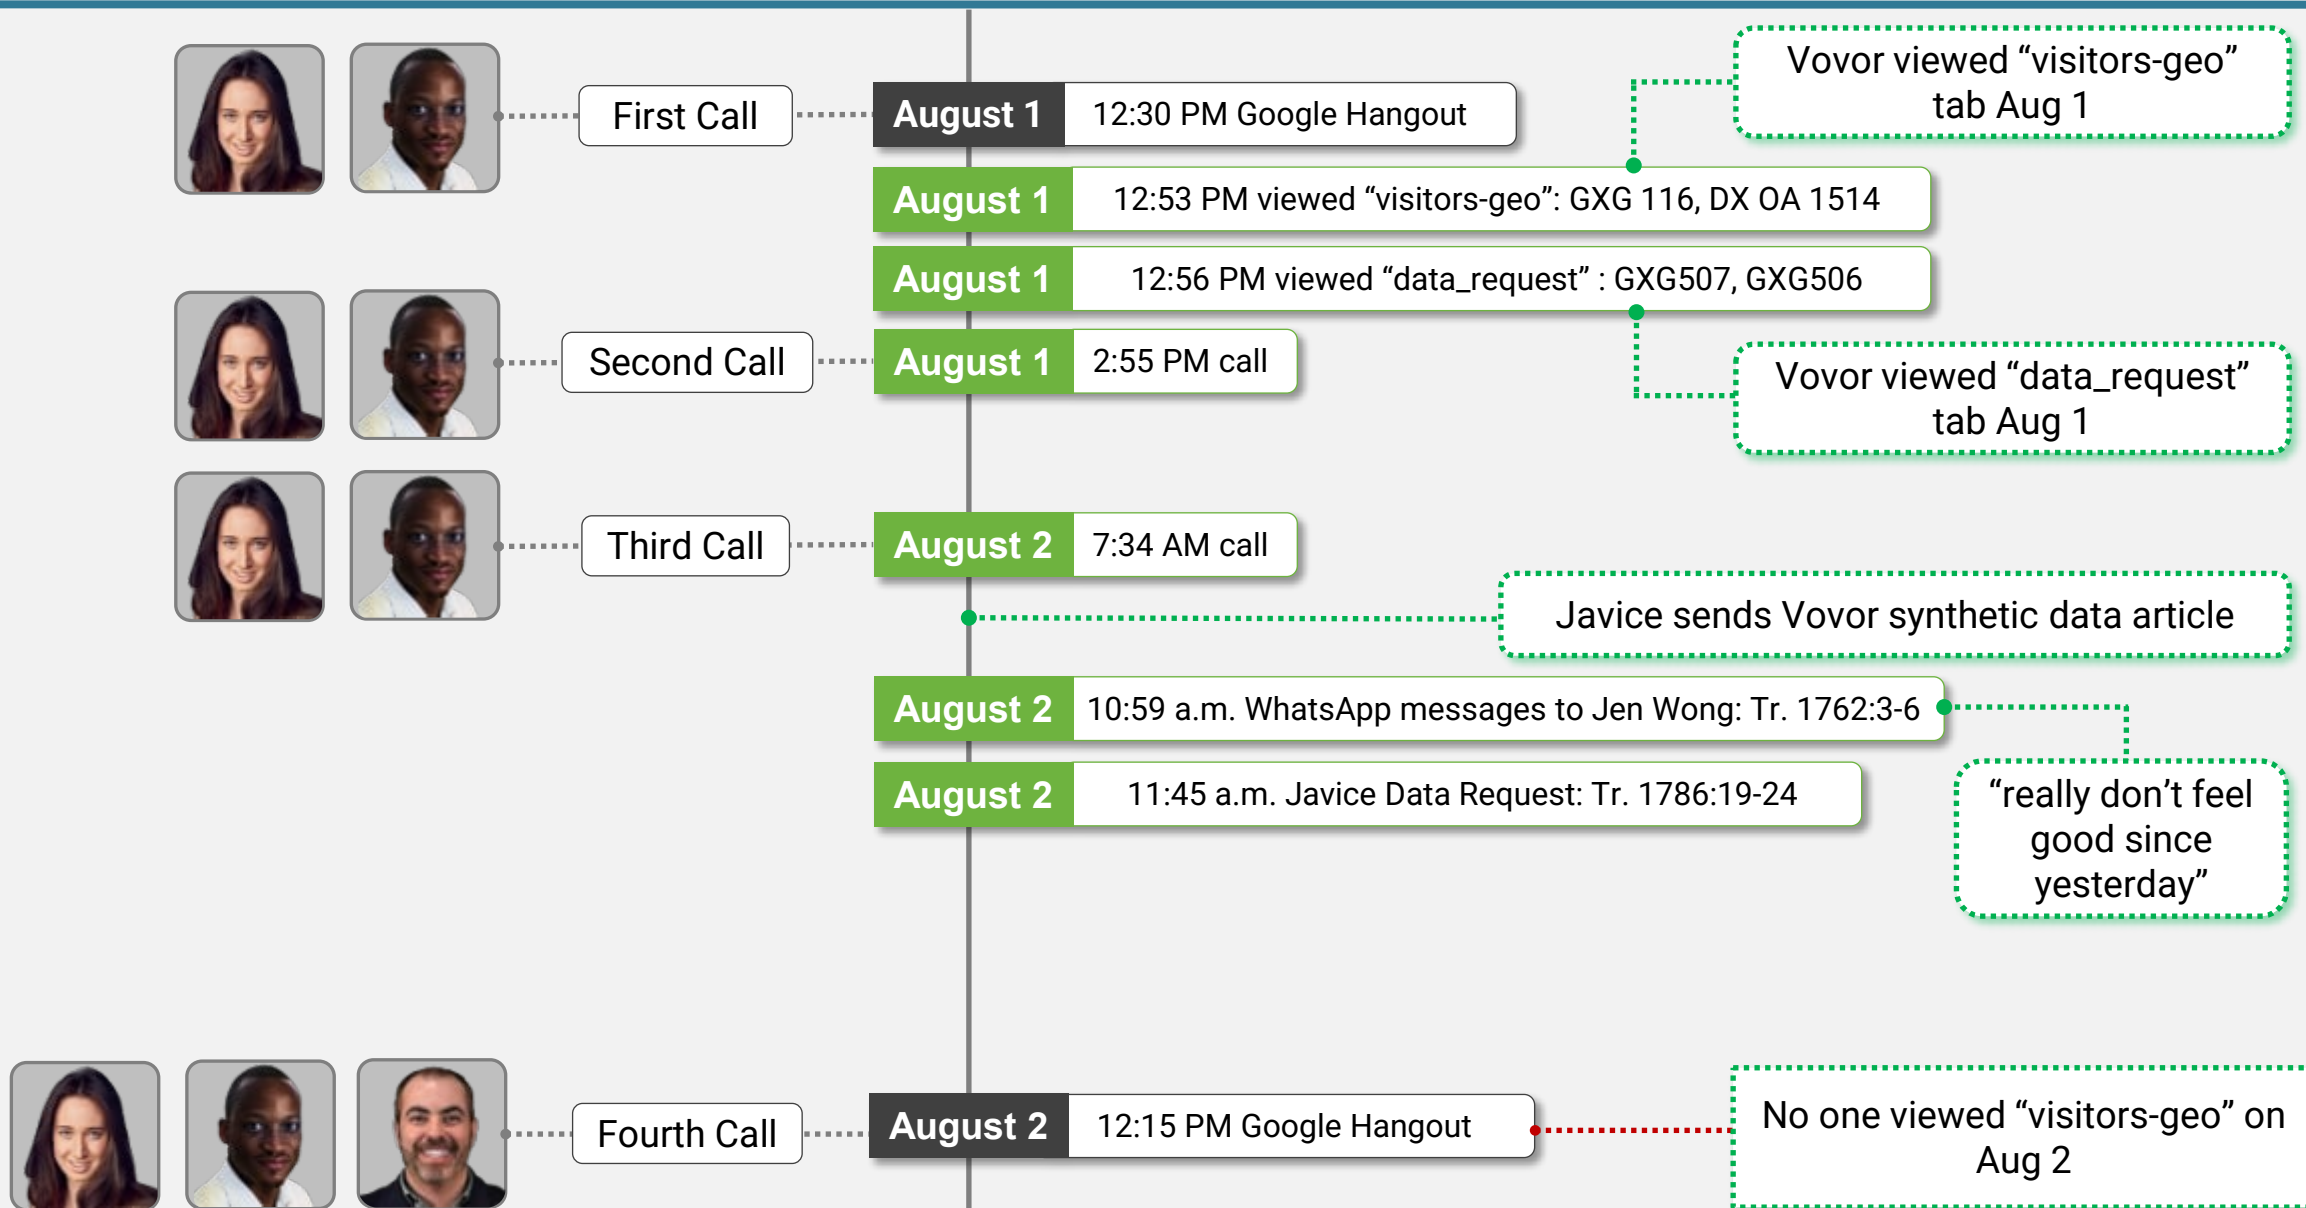 Vovor viewed “visitors-geo”
tab Aug 1
First Call
August 1
12:30 PM Google Hangout
August 1
12:53 PM viewed “visitors-geo”: GXG 116, DX OA 1514
August 1
12:56 PM viewed “data_request” : GXG507, GXG506
Second Call
August 1
2:55 PM call
Vovor viewed “data_request”
tab Aug 1
Third Call
August 2
7:34 AM call
Javice sends Vovor synthetic data article
August 2
10:59 a.m. WhatsApp messages to Jen Wong: Tr. 1762:3-6
August 2
11:45 a.m. Javice Data Request: Tr. 1786:19-24
“really don’t feel
good since
yesterday”
Fourth Call
August 2
12:15 PM Google Hangout
No one viewed “visitors-geo” on
Aug 2